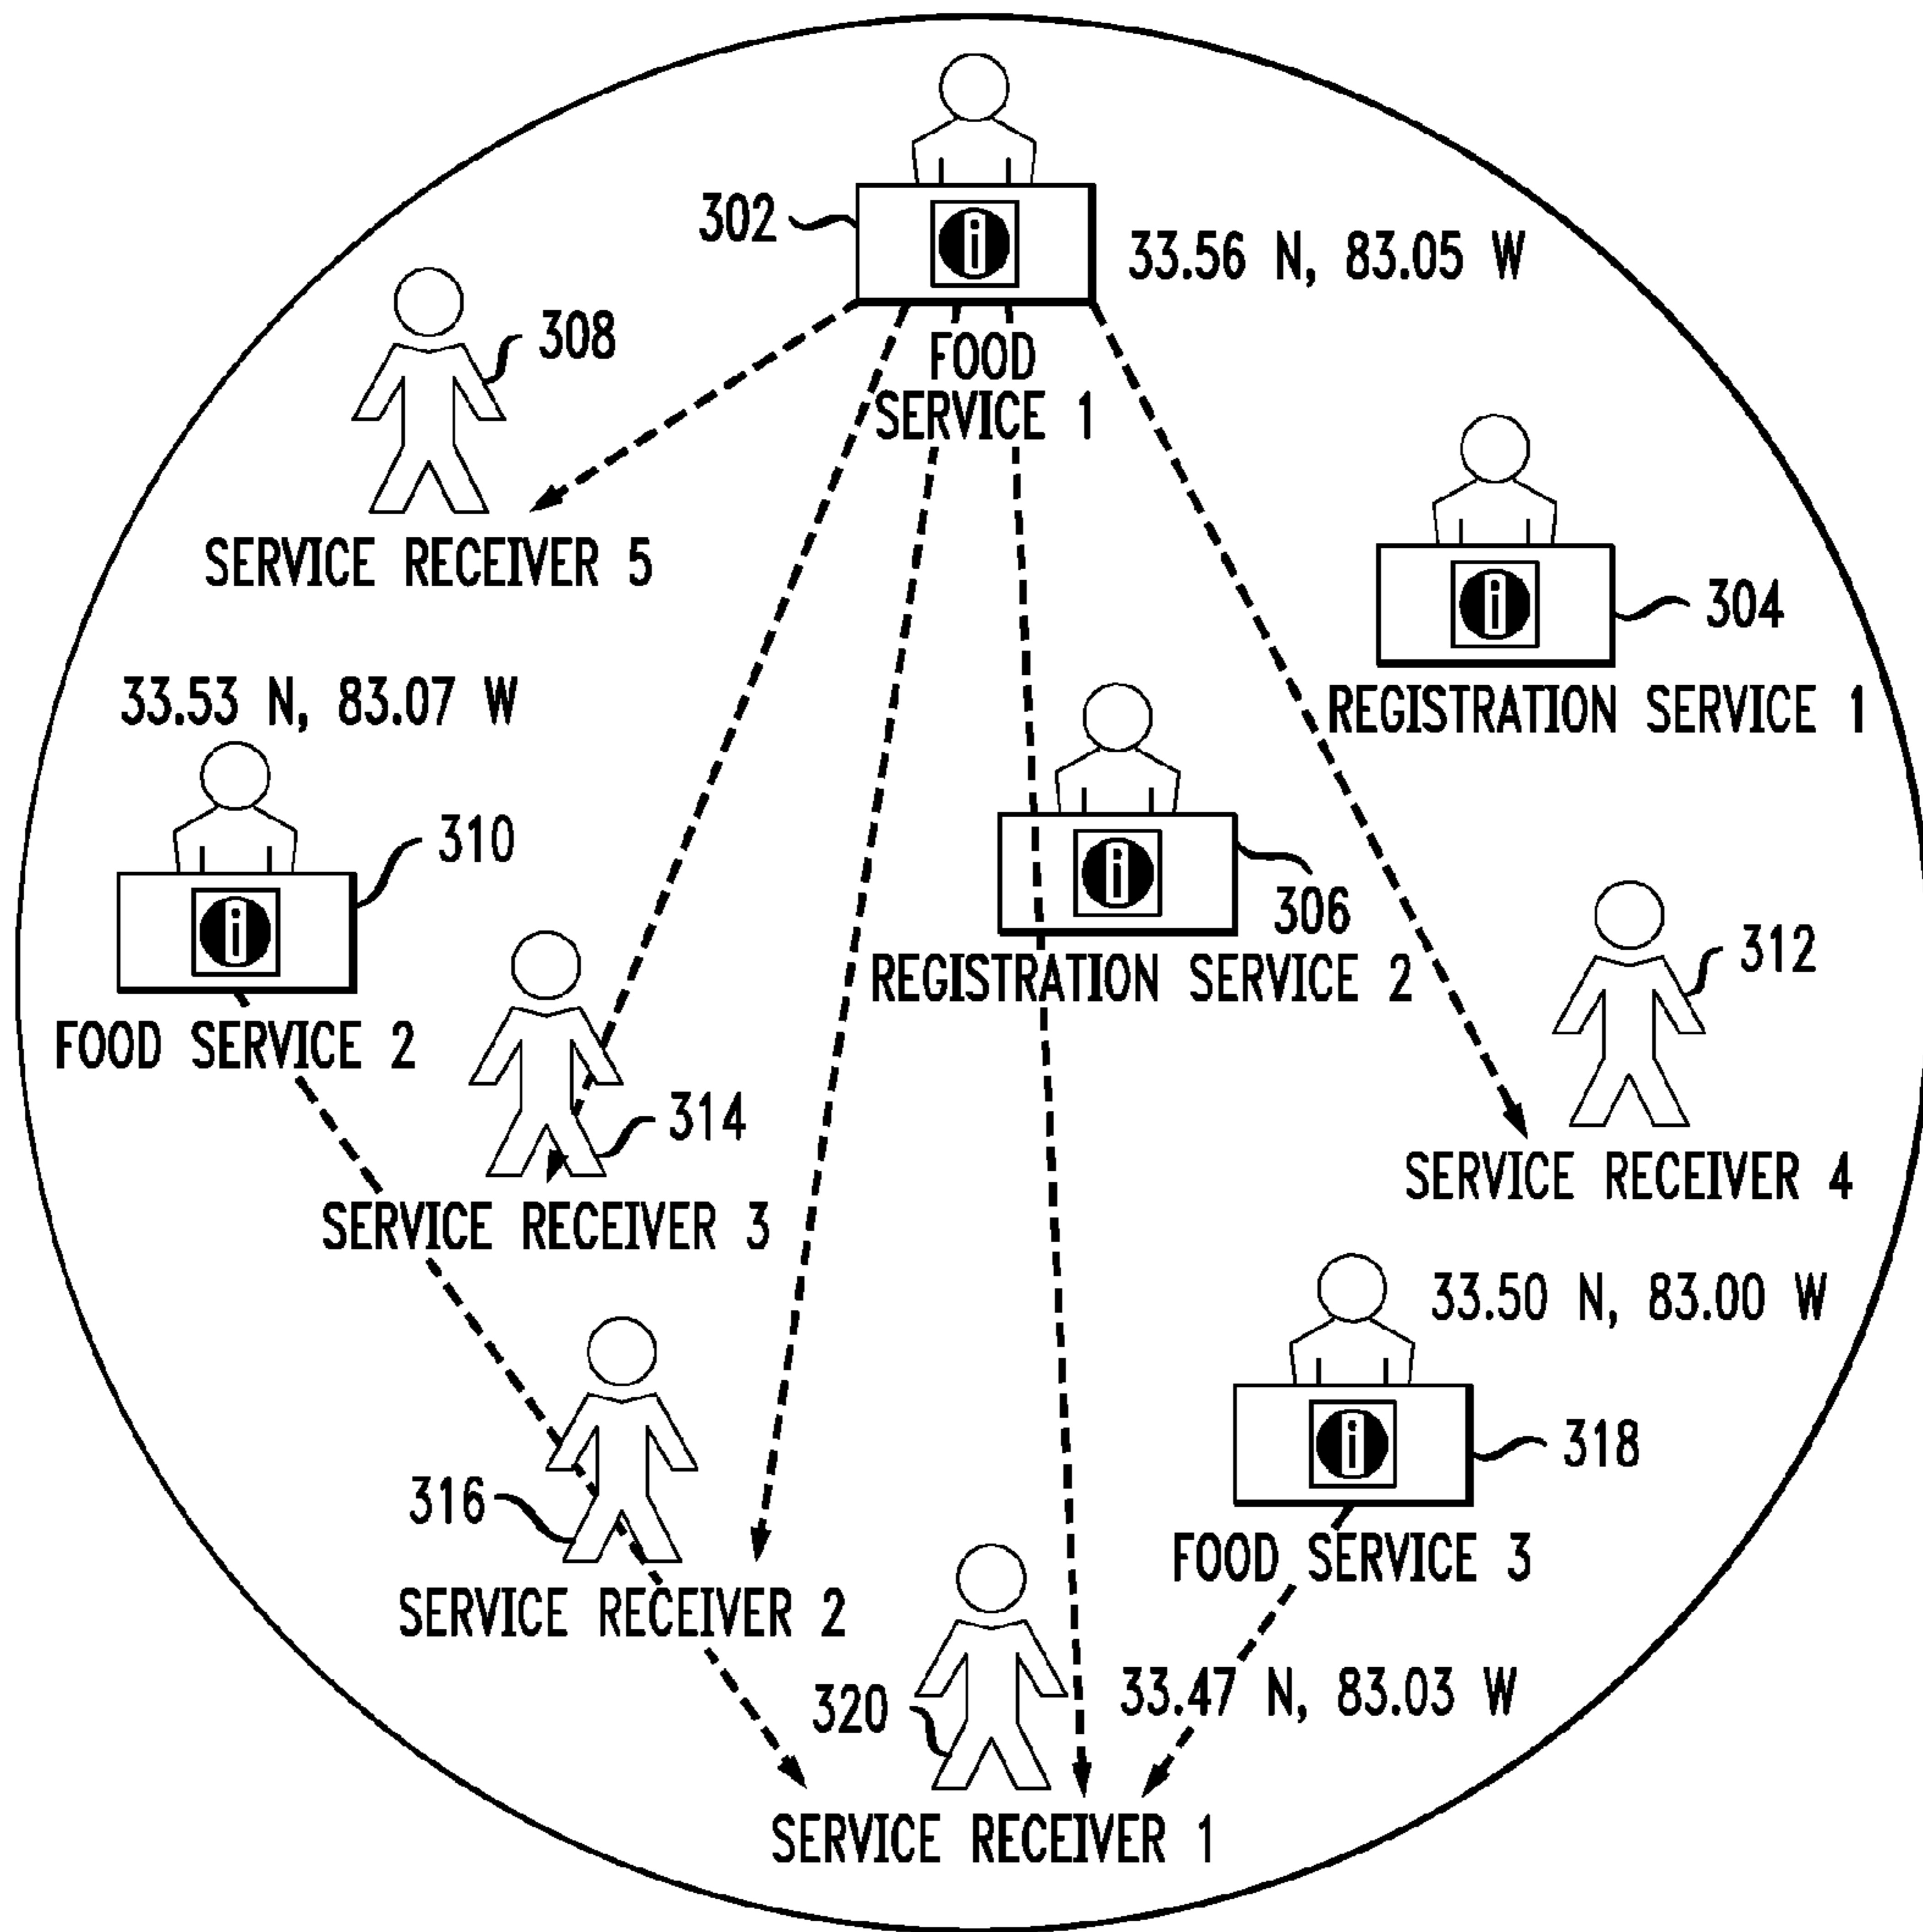 302
i
33.56 N, 83.05 W
308
FOOD
SERVICE 1
SERVICE RECEIVER 5
i
304
33.53 N, 83.07 W
REGISTRATION SERVICE 1
310
i
306
i
312
REGISTRATION SERVICE 2
FOOD SERVICE 2
314
SERVICE RECEIVER 4
SERVICE RECEIVER 3
33.50 N, 83.00 W
i
318
316
FOOD SERVICE 3
SERVICE RECEIVER 2
33.47 N, 83.03 W
320
SERVICE RECEIVER 1